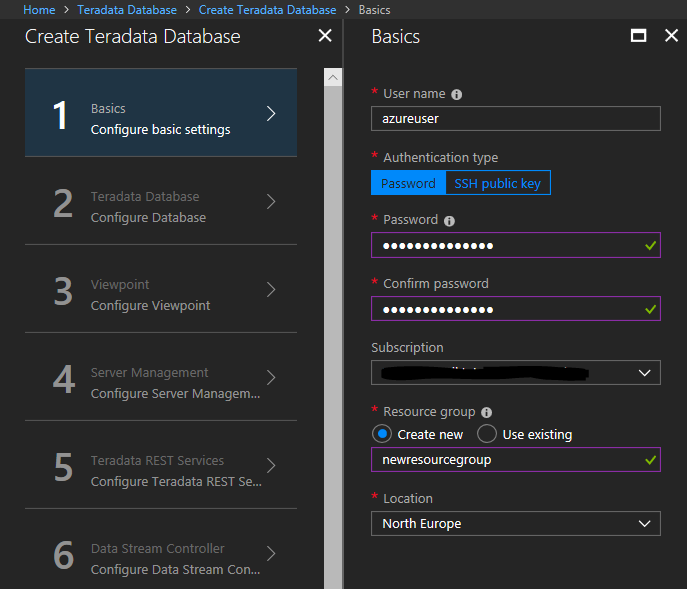 Home > Teradata Database > Create Teradata Database > Basics
Create Teradata Database
1
Basics
Configure basic settings
2
Teradata Database
Configure Database
3
Viewpoint
Configure Viewpoint
4
Server Management
Configure Server Managem...
5
Teradata REST Services
Configure Teradata REST Se...
6
Data Stream Controller
Configure Data Stream Con...
Basics
* User name
azureuser
* Authentication type
Password SSH public key
* Password
●●●●●●●●●●●●●●
* Confirm password
●●●●●●●●●●●●●●
Subscription
* Resource group
Create new Use existing
newresourcegroup
* Location
North Europe